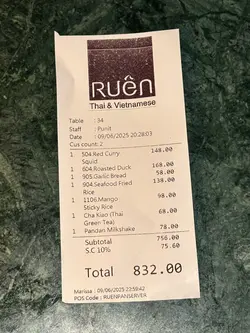 Ruên
Thai & Vietnamese
Table : 34
Staff : Punit
Date : 09/06/2025 20:28:03
Cus count: 2
1 504.Red Curry Squid 148.00
1 604.Roasted Duck 168.00
1 905.Garlic Bread 58.00
1 904.Seafood Fried Rice 138.00
1 1106.Mango Sticky Rice 98.00
1 Cha Xiao (Thai Green Tea) 68.00
1 Pandan Milkshake 78.00
Subtotal 756.00
S.C 10% 75.60
Total 832.00
Marissa : 09/06/2025 22:59:42
POS Code : RUENPANSERVER